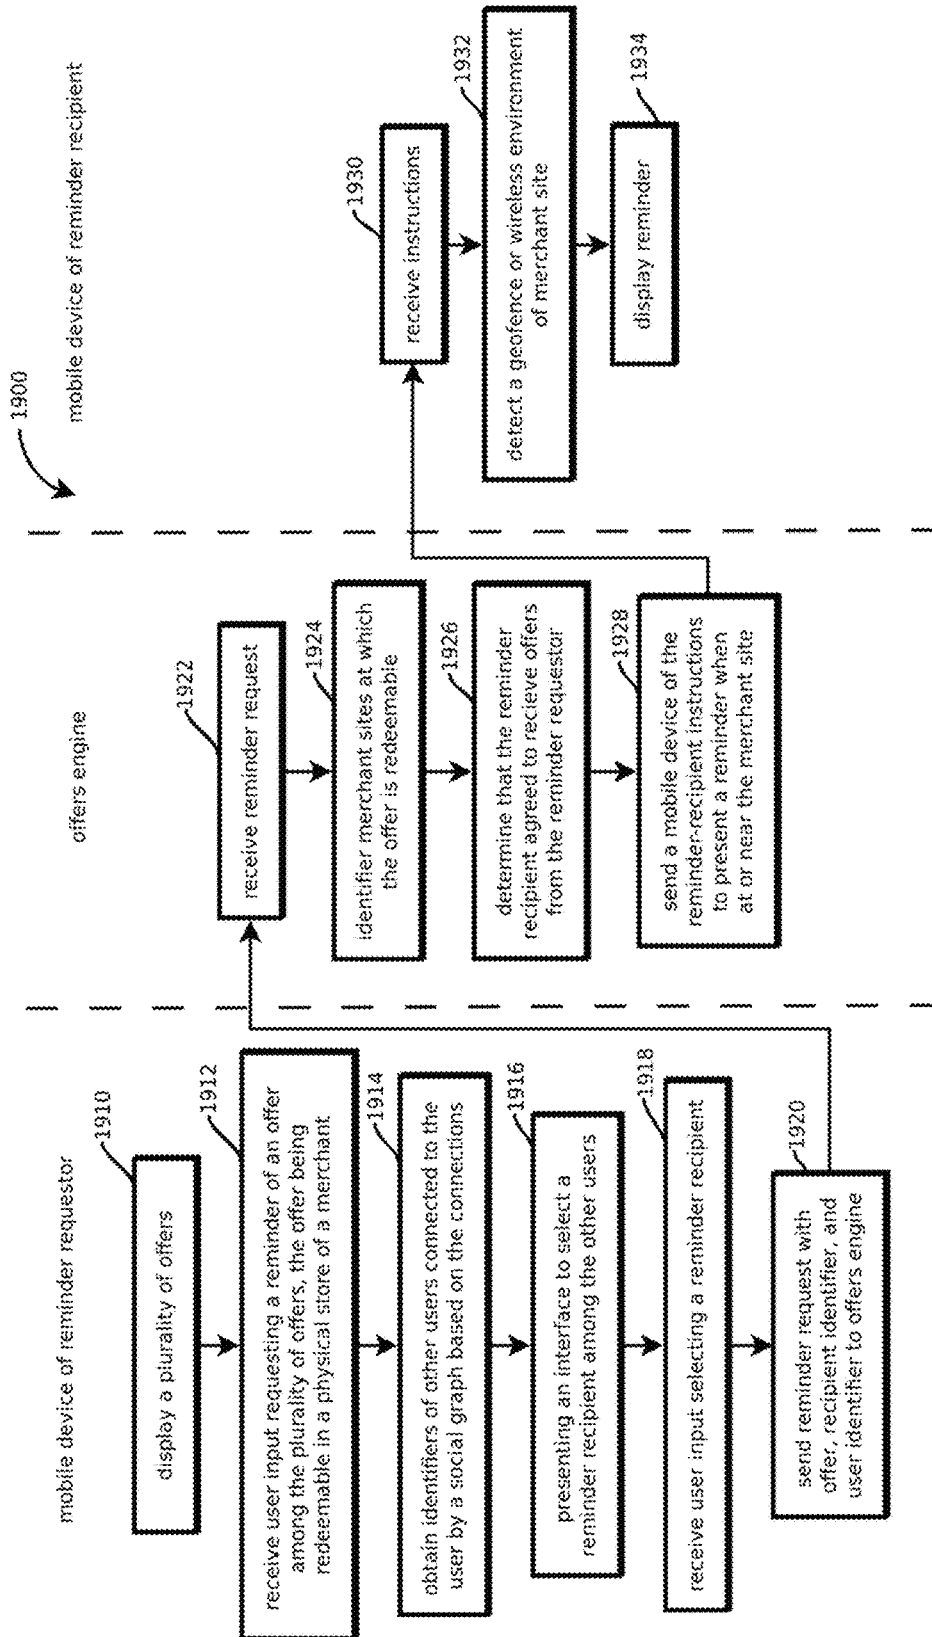 1900
mobile device of reminder requestor
1910
display a plurality of offers
1912
receive user input requesting a reminder of an offer
among the plurality of offers, the offer being
redeemable in a physical store of a merchant
1914
obtain identifiers of other users connected to the
user by a social graph based on the connections
1916
presenting an interface to select a
reminder recipient among the other users
1918
receive user input selecting a reminder recipient
1920
send reminder request with
offer, recipient identifier, and
user identifier to offers engine
offers engine
1922
receive reminder request
1924
identifier merchant sites at which
the offer is redeemable
1926
determine that the reminder
recipient agreed to recieve offers
from the reminder requestor
1928
send a mobile device of the
reminder-recipient instructions
to present a reminder when
at or near the merchant site
mobile device of reminder recipient
1930
receive instructions
1932
detect a geofence or wireless environment
of merchant site
1934
display reminder